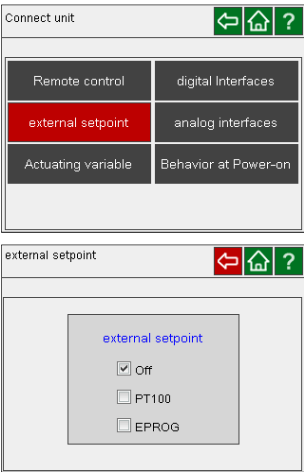 Connect unit
?
Remote control
digital Interfaces
external setpoint
analog interfaces
Actuating variable
Behavior at Power-on
external setpoint
?
external setpoint
Off
PT100
EPROG